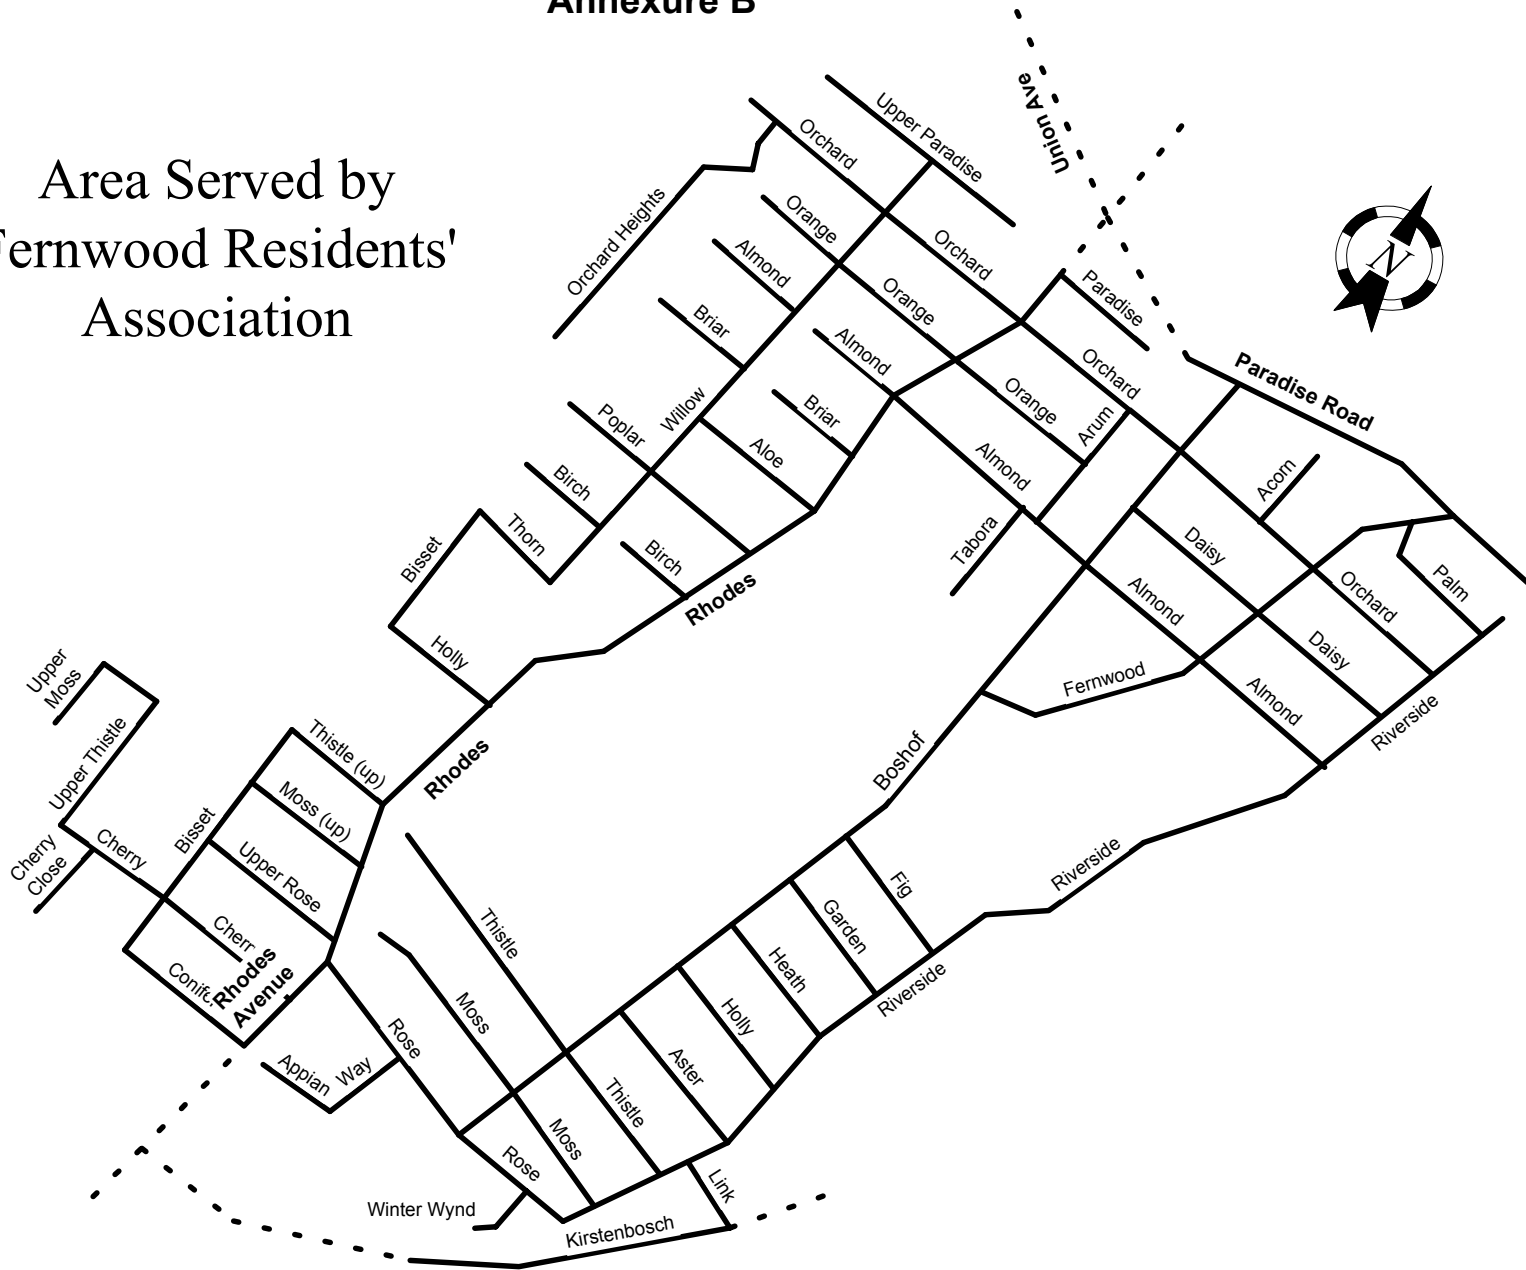 Annexure B
Area Served by
Fernwood Residents'
Association
Union Ave
Upper Paradise
Orchard
Orchard Heights
Orange
Almond
Briar
Orchard
Paradise
Orange
Almond
Briar
Willow
Poplar
Aloe
Birch
Thorn
Birch
Bisset
Holly
Rhodes
Orchard
Orange
Arum
Almond
Tabora
Paradise Road
Acorn
Daisy
Almond
Orchard
Palm
Daisy
Almond
Fernwood
Riverside
Boshof
Riverside
Upper
Moss
Upper Thistle
Cherry
Close
Cherry
Bisset
Thistle (up)
Moss (up)
Upper Rose
Cherr
Conife
Rhodes
Avenue
Rhodes
Thistle
Moss
Rose
Appian Way
Fig
Garden
Heath
Holly
Aster
Thistle
Moss
Rose
Riverside
Link
Winter Wynd
Kirstenbosch
N